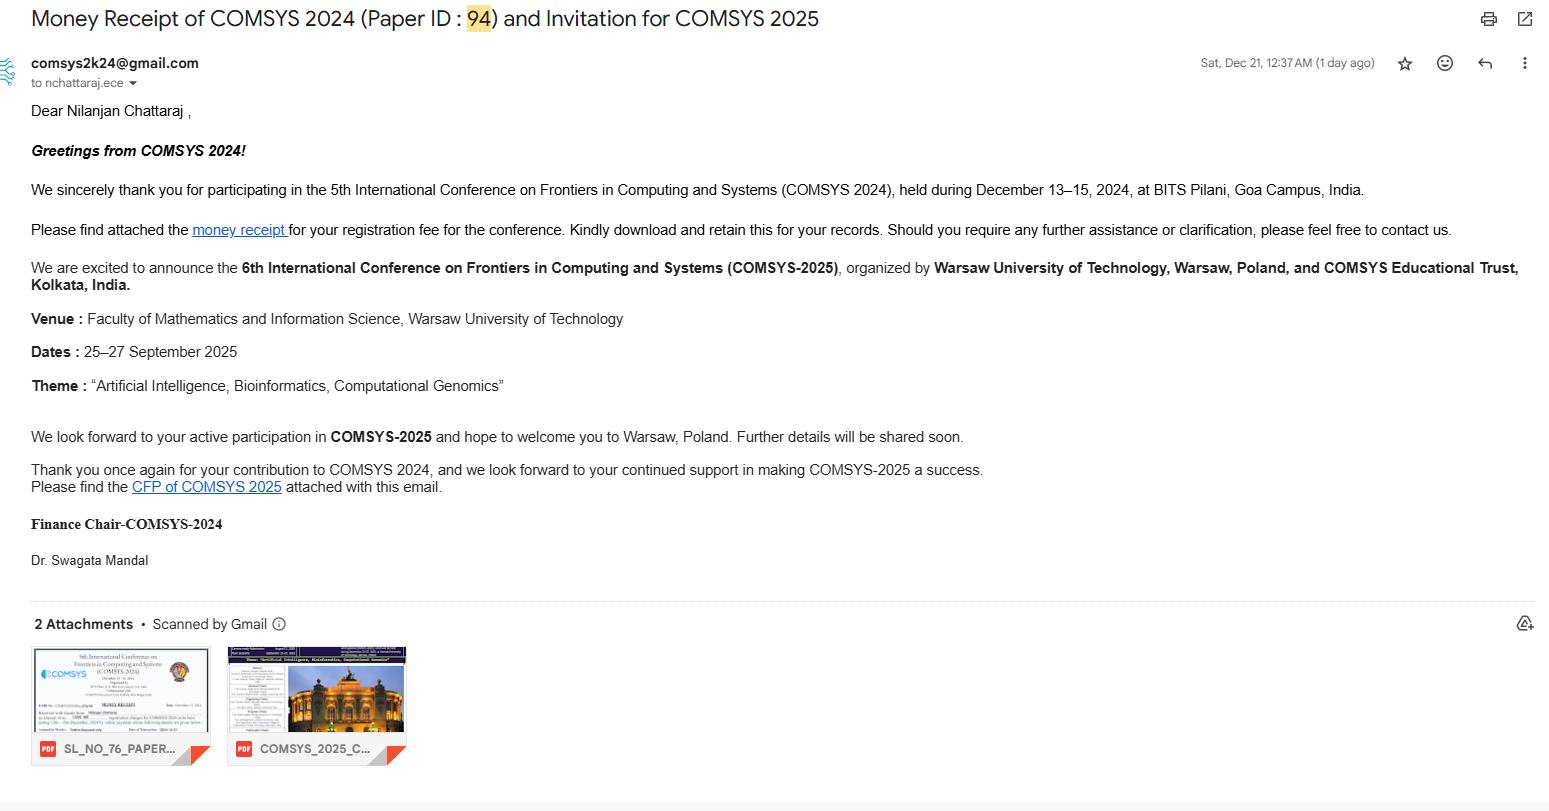 Money Receipt of COMSYS 2024 (Paper ID : 94) and Invitation for COMSYS 2025
comsys2k24@gmail.com
Sat, Dec 21, 12:37 AM (1 day ago)
to nchattaraj.ece
Dear Nilanjan Chattaraj ,
Greetings from COMSYS 2024!
We sincerely thank you for participating in the 5th International Conference on Frontiers in Computing and Systems (COMSYS 2024), held during December 13–15, 2024, at BITS Pilani, Goa Campus, India.
Please find attached the money receipt for your registration fee for the conference. Kindly download and retain this for your records. Should you require any further assistance or clarification, please feel free to contact us.
We are excited to announce the 6th International Conference on Frontiers in Computing and Systems (COMSYS-2025), organized by Warsaw University of Technology, Warsaw, Poland, and COMSYS Educational Trust,
Kolkata, India.
Venue : Faculty of Mathematics and Information Science, Warsaw University of Technology
Dates : 25–27 September 2025
Theme : “Artificial Intelligence, Bioinformatics, Computational Genomics”
We look forward to your active participation in COMSYS-2025 and hope to welcome you to Warsaw, Poland. Further details will be shared soon.
Thank you once again for your contribution to COMSYS 2024, and we look forward to your continued support in making COMSYS-2025 a success.
Please find the CFP of COMSYS 2025 attached with this email.
Finance Chair-COMSYS-2024
Dr. Swagata Mandal
2 Attachments • Scanned by Gmail
5th International Conference on
Frontiers in Computing and Systems
(COMSYS-2024)
COMSYS
MONEY RECEIPT
Theme: "Artificial Intelligence, Bioinformatics, Computational Genomics"
PDF SL_NO_76_PAPER...
PDF COMSYS_2025_C...